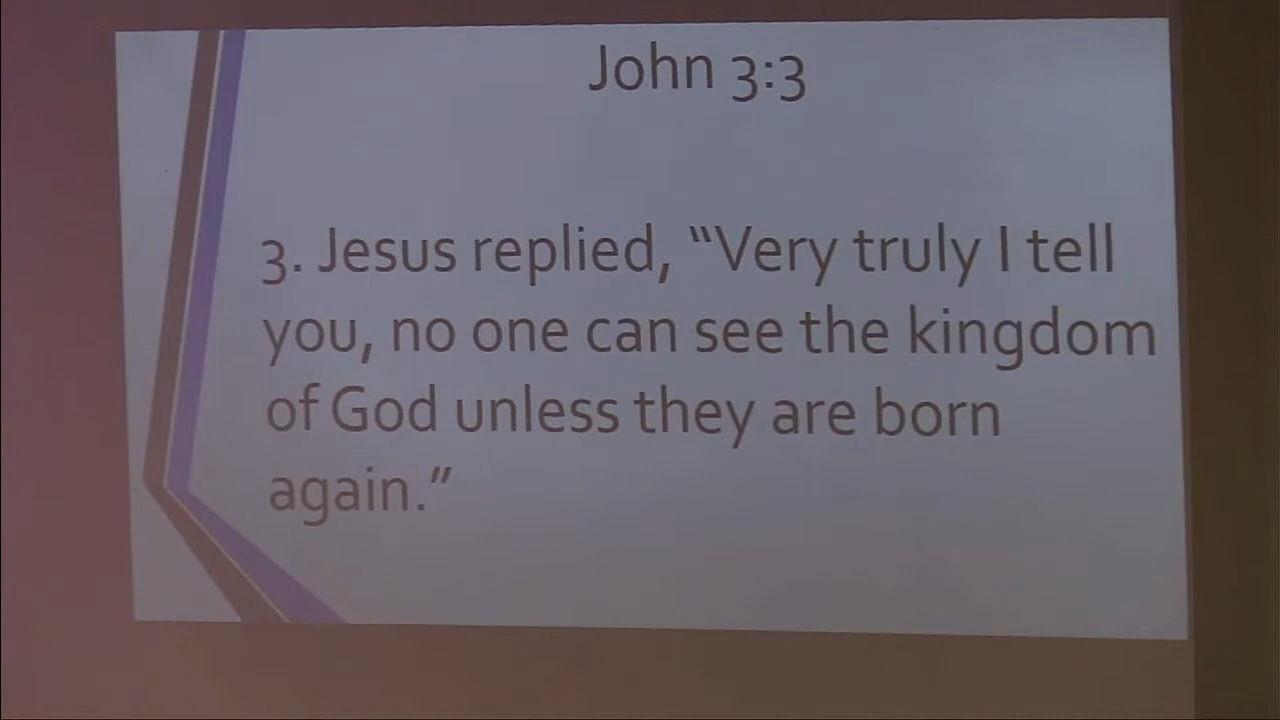 John 3:3
3. Jesus replied, “Very truly I tell
you, no one can see the kingdom
of God unless they are born
again.”